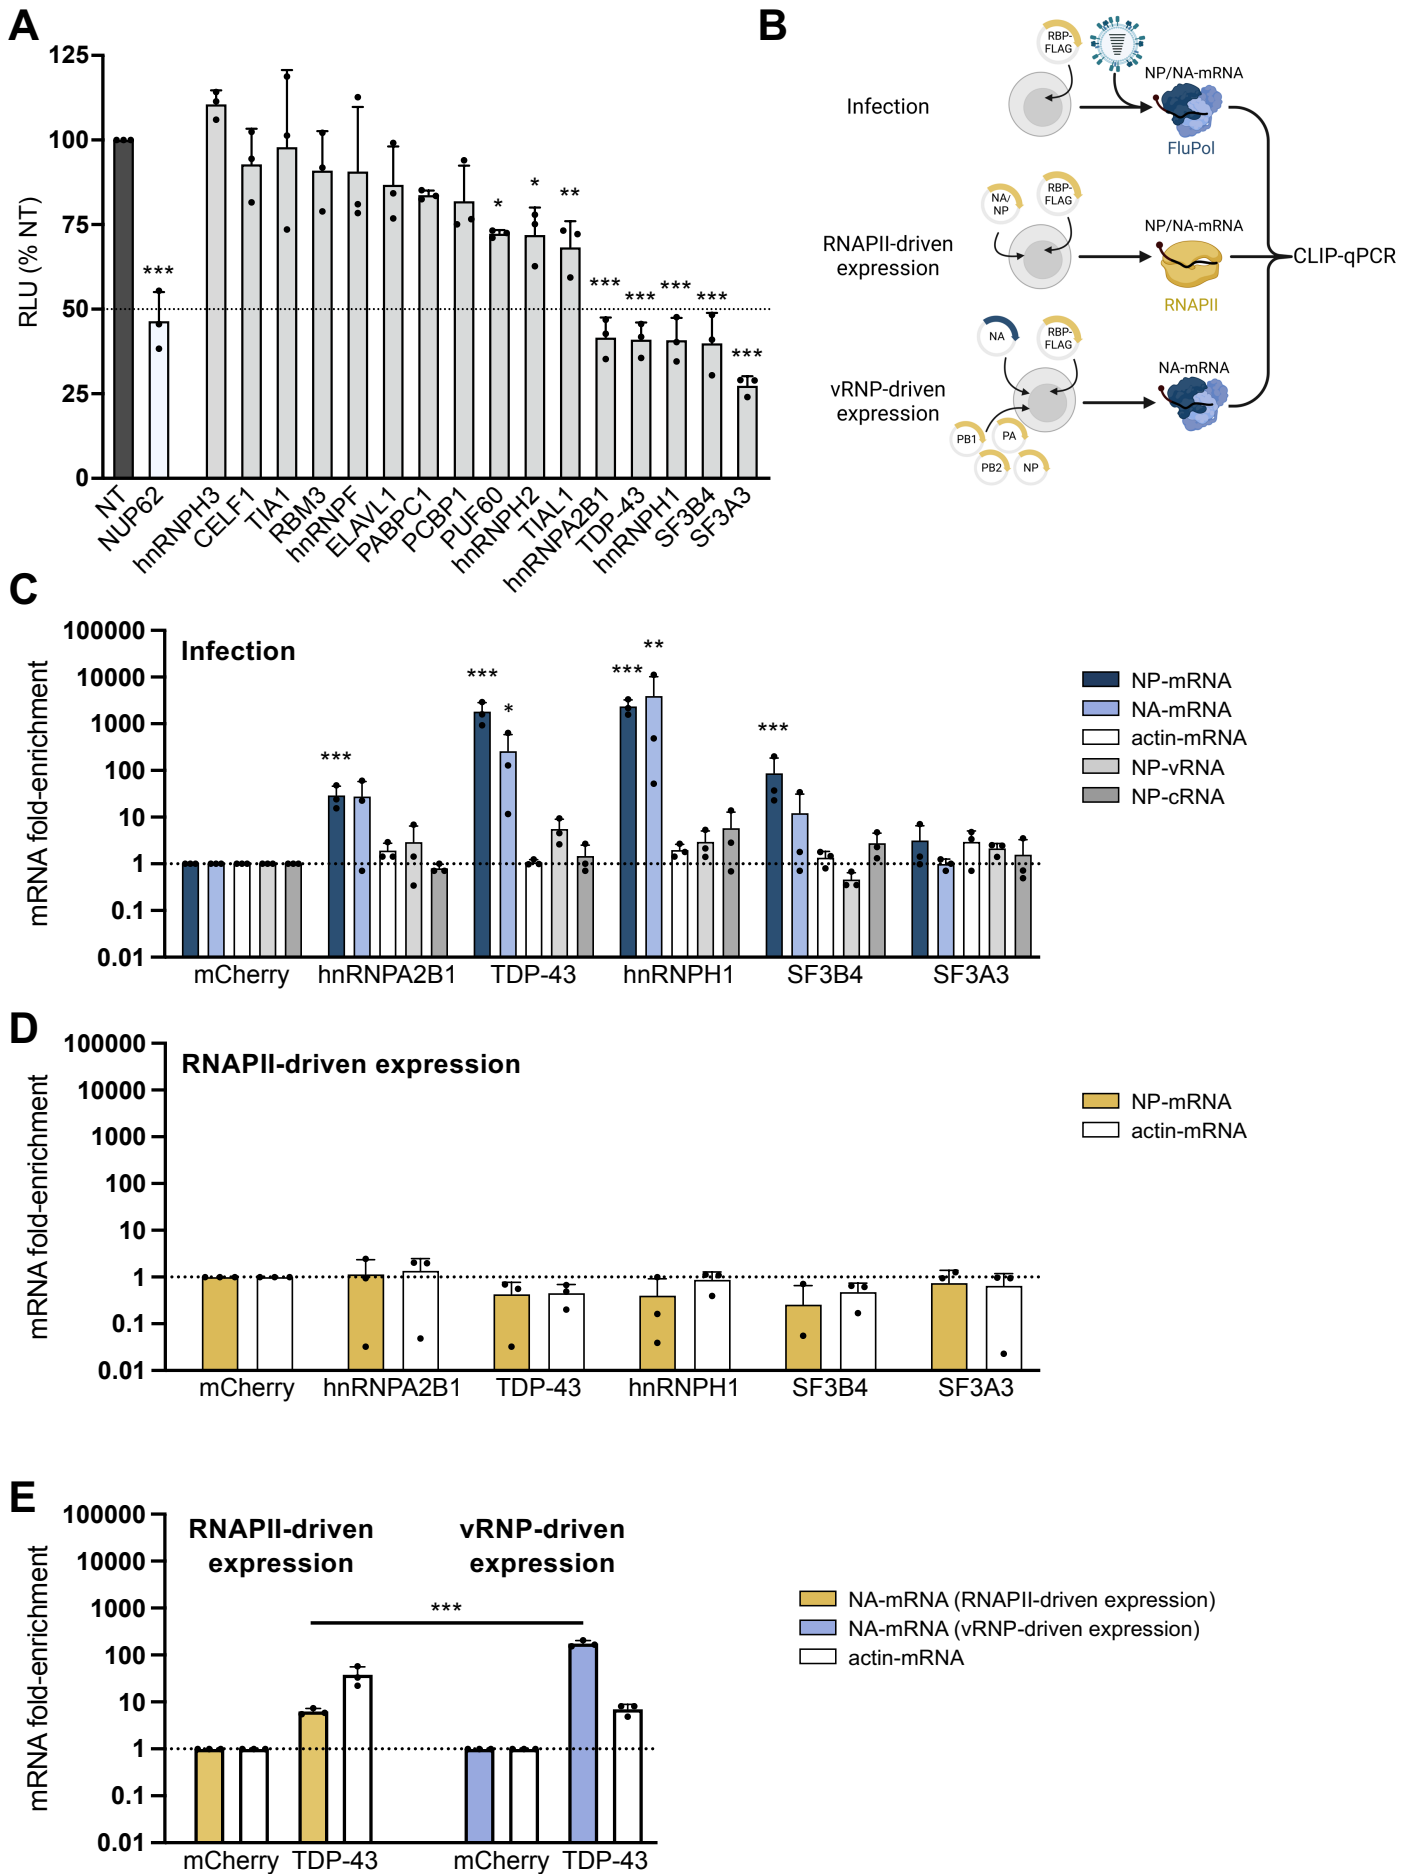 A
125
100
75
50
25
0
RLU (% NT)
***
*
*
**
***
***
***
***
***
NT
NUP62
hnRNPH3
CELF1
TIA1
RBM3
hnRNPF
ELAVL1
PABPC1
PCBP1
PUF60
hnRNPH2
TIAL1
hnRNPA2B1
TDP-43
hnRNPH1
SF3B4
SF3A3
B
Infection
RBP-
FLAG
NP/NA-mRNA
FluPol
RNAPII-driven
expression
NA/
NP
RBP-
FLAG
NP/NA-mRNA
RNAPII
CLIP-qPCR
vRNP-driven
expression
NA
RBP-
FLAG
NA-mRNA
PB1
PA
PB2
NP
C
Infection
mRNA fold-enrichment
100000
10000
1000
100
10
1
0.1
0.01
***
***
*
***
**
***
mCherry
hnRNPA2B1
TDP-43
hnRNPH1
SF3B4
SF3A3
NP-mRNA
NA-mRNA
actin-mRNA
NP-vRNA
NP-cRNA
D
RNAPII-driven expression
mRNA fold-enrichment
100000
10000
1000
100
10
1
0.1
0.01
mCherry
hnRNPA2B1
TDP-43
hnRNPH1
SF3B4
SF3A3
NP-mRNA
actin-mRNA
E
RNAPII-driven
expression
vRNP-driven
expression
mRNA fold-enrichment
100000
10000
1000
100
10
1
0.1
0.01
***
mCherry
TDP-43
mCherry
TDP-43
NA-mRNA (RNAPII-driven expression)
NA-mRNA (vRNP-driven expression)
actin-mRNA